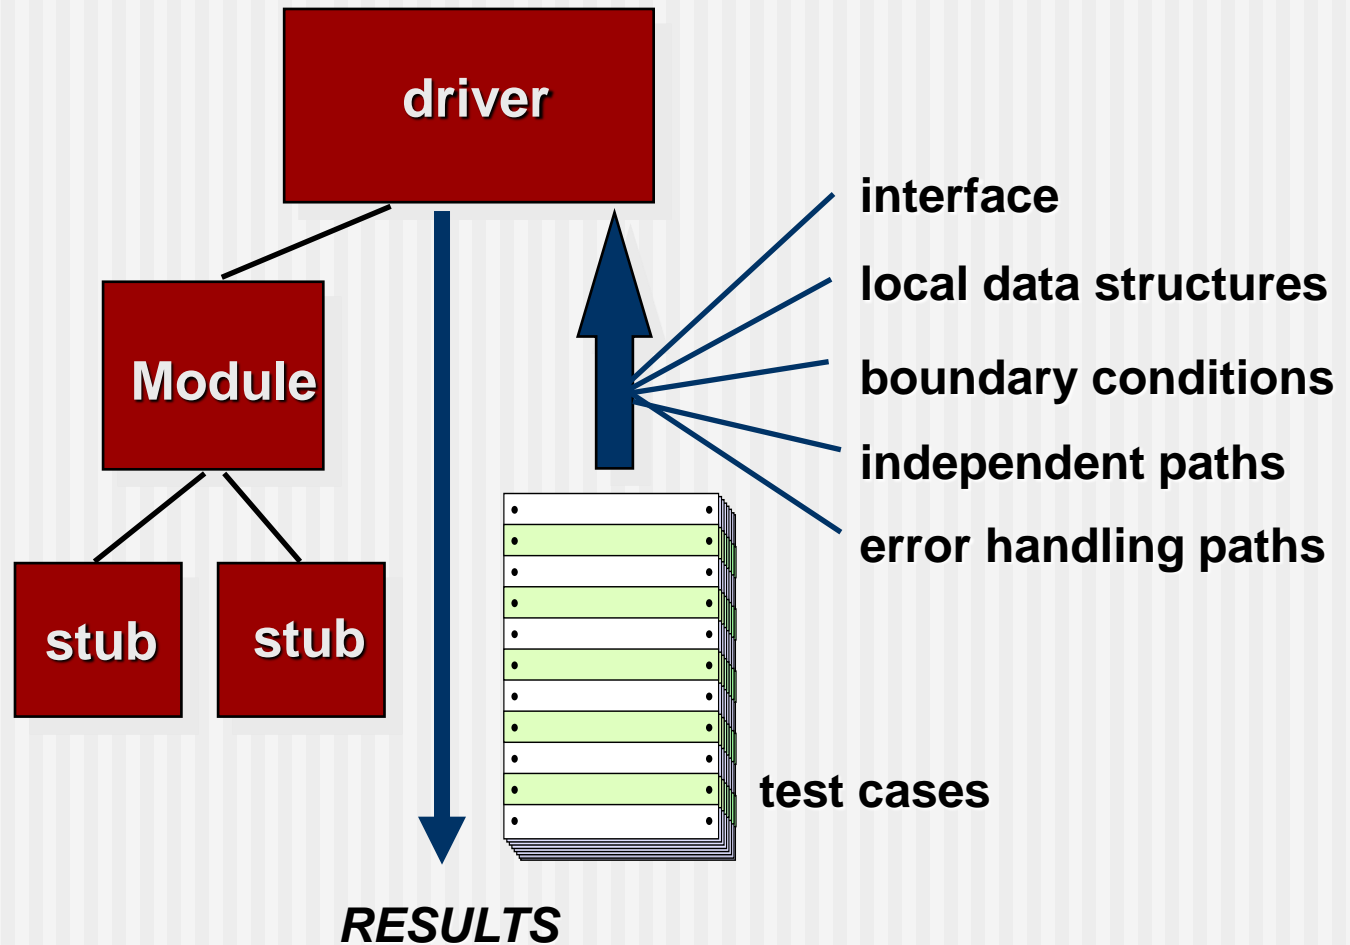 driver
interface
local data structures
Module
boundary conditions
independent paths
error handling paths
stub
stub
test cases
RESULTS